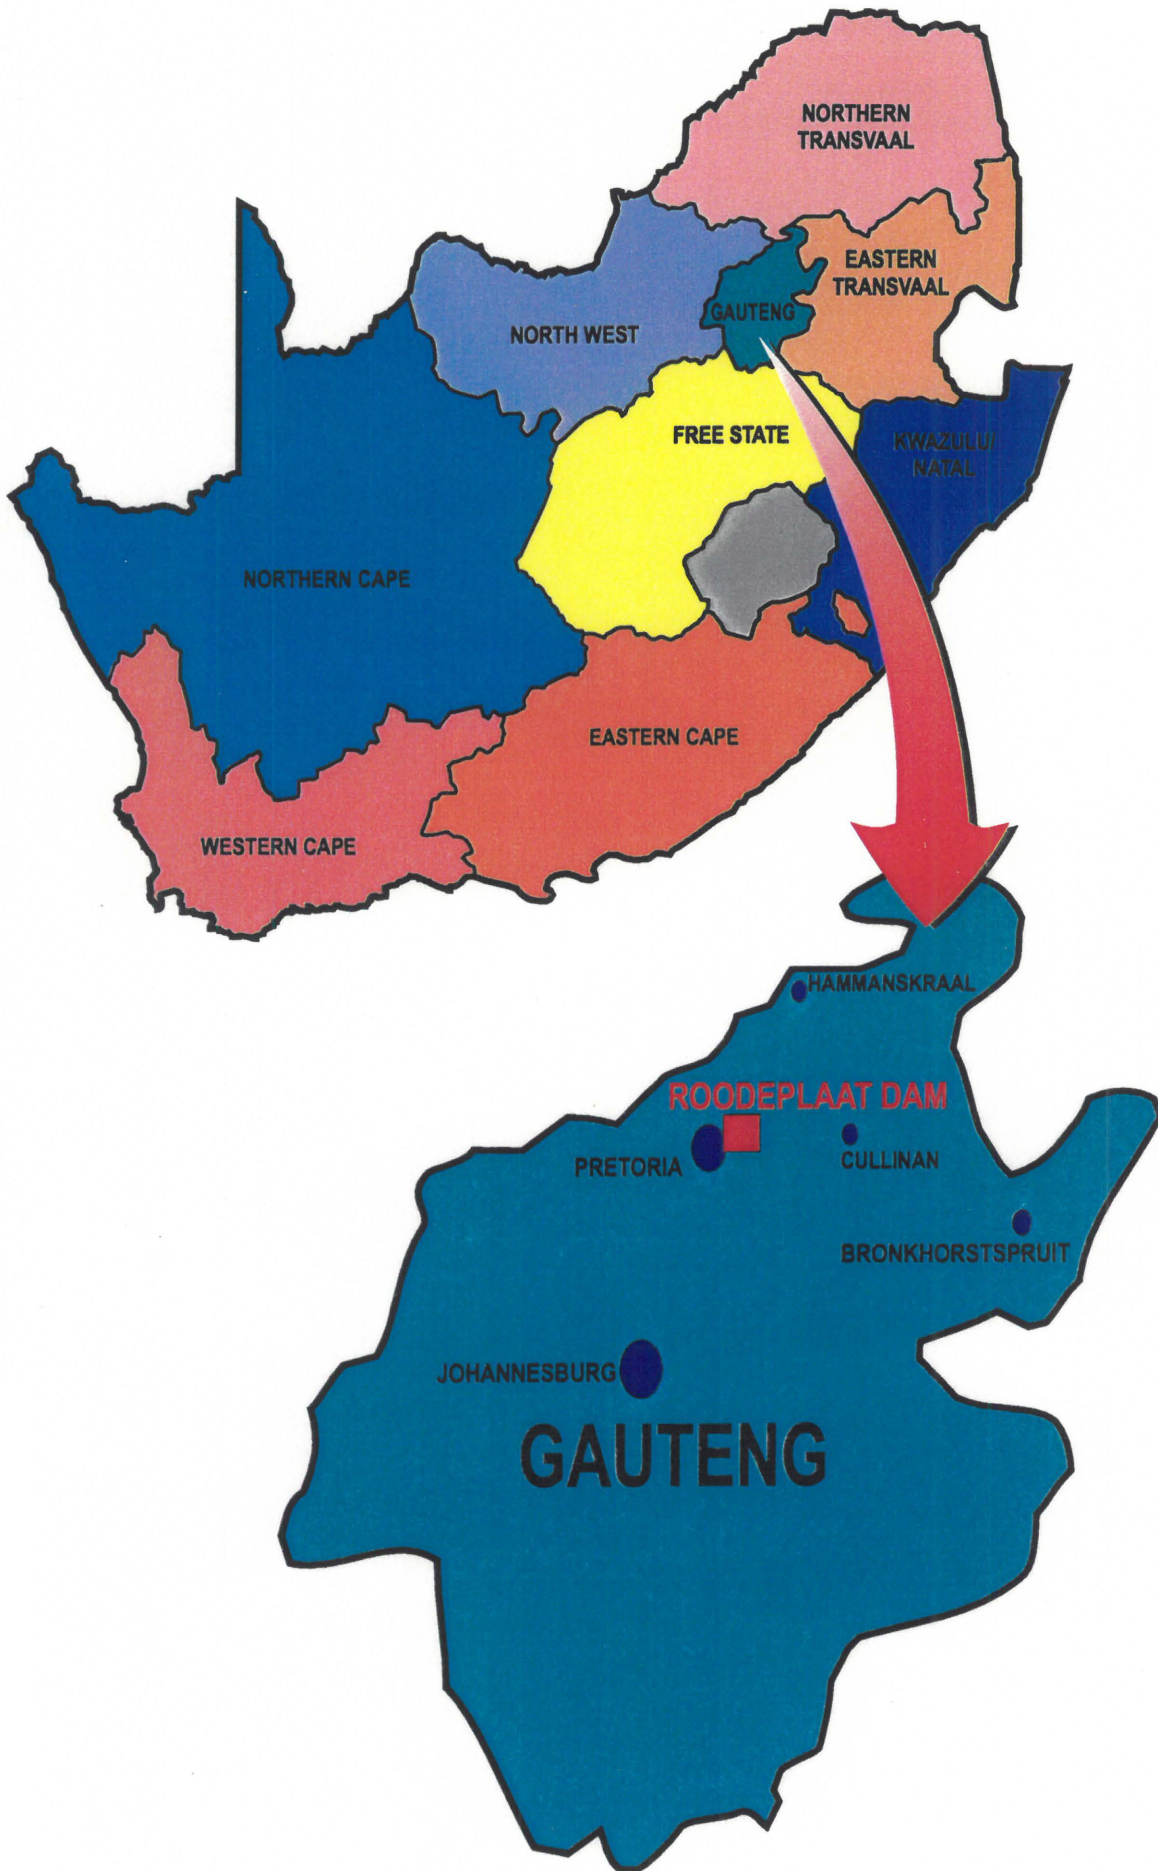 NORTHERN
TRANSVAAL
EASTERN
TRANSVAAL
GAUTENG
NORTH WEST
FREE STATE
KWAZULU/
NATAL
NORTHERN CAPE
EASTERN CAPE
WESTERN CAPE
HAMMANSKRAAL
ROODEPLAAT DAM
PRETORIA
CULLINAN
BRONKHORSTSPRUIT
JOHANNESBURG
GAUTENG